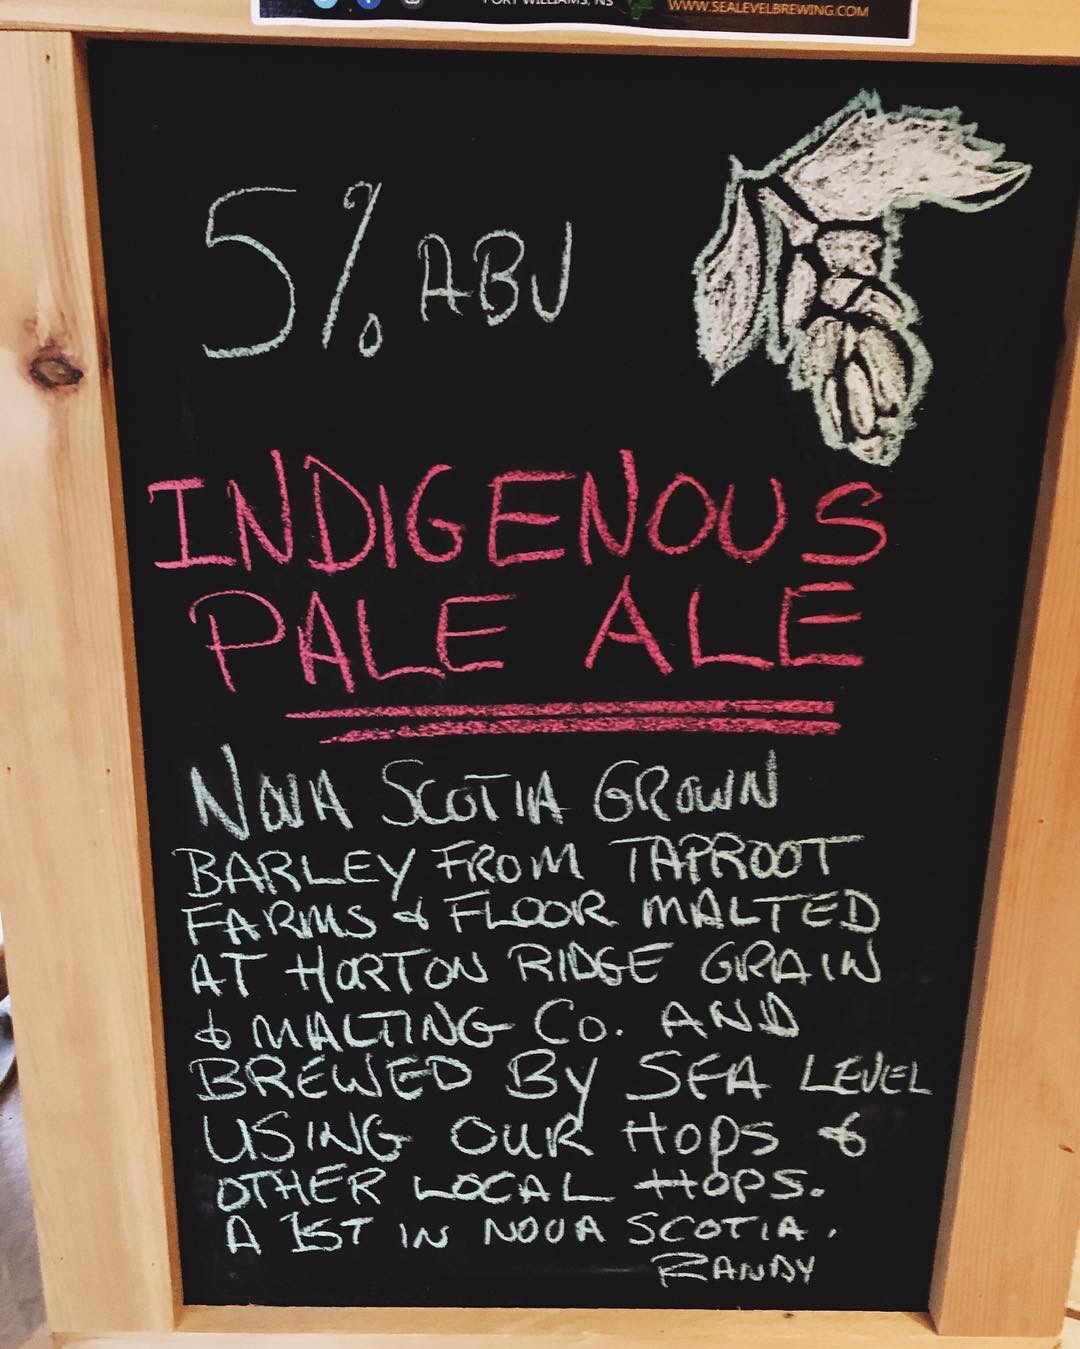 PORT WILLIAMS, NS
WWW.SEALEVELBREWING.COM
5% ABV
INDIGENOUS
PALE ALE
NOVA SCOTIA GROWN
BARLEY FROM TAPROOT
FARMS & FLOOR MALTED
AT HORTON RIDGE GRAIN
& MALTING CO. AND
BREWED BY SEA LEVEL
USING OUR HOPS &
OTHER LOCAL HOPS.
A 1ST IN NOVA SCOTIA.
RANDY